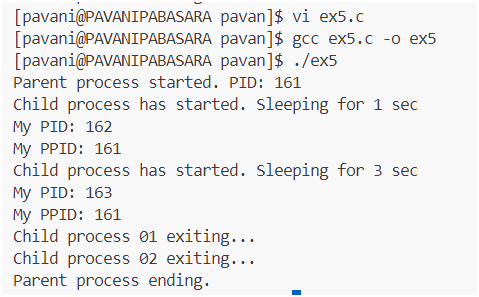 [pavani@PAVANIPABASARA pavan]$ vi ex5.c
[pavani@PAVANIPABASARA pavan]$ gcc ex5.c -o ex5
[pavani@PAVANIPABASARA pavan]$ ./ex5
Parent process started. PID: 161
Child process has started. Sleeping for 1 sec
My PID: 162
My PPID: 161
Child process has started. Sleeping for 3 sec
My PID: 163
My PPID: 161
Child process 01 exiting...
Child process 02 exiting...
Parent process ending.